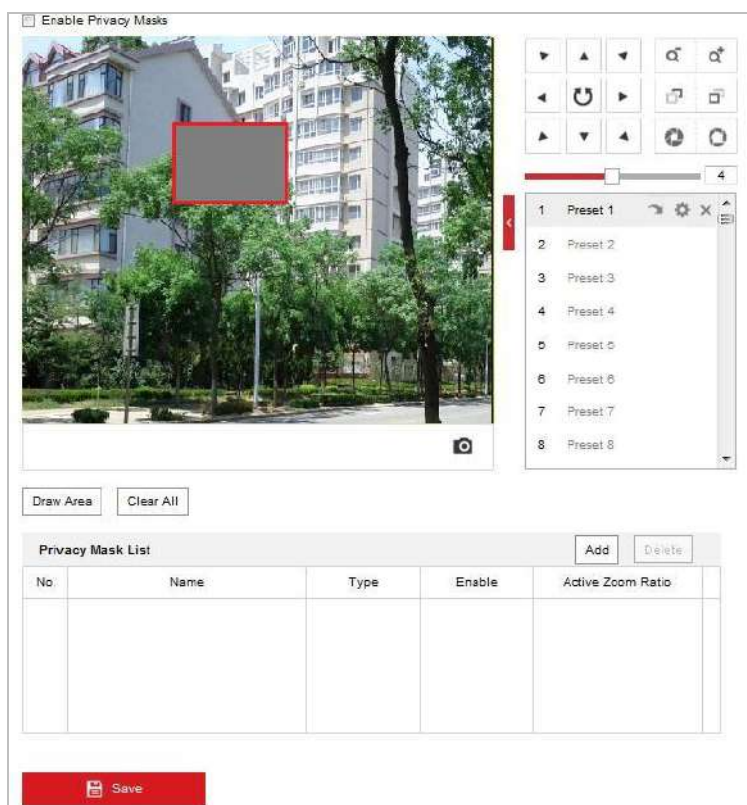 Enable Privacy Masks
4
1 Preset 1
2 Preset 2
3 Preset 3
4 Preset 4
5 Preset 5
6 Preset 6
7 Preset 7
8 Preset 8
Draw Area Clear All
Privacy Mask List Add Delete
No. Name Type Enable Active Zoom Ratio
Save